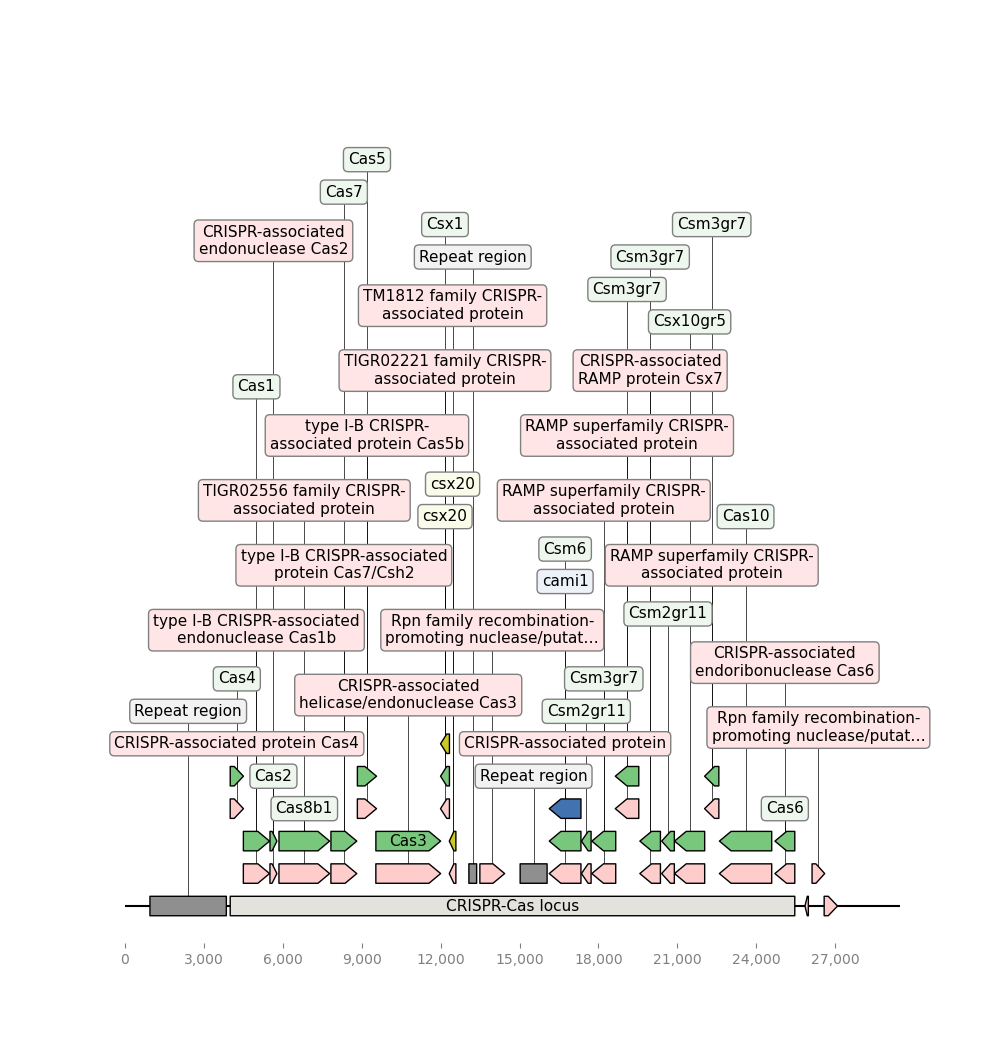 Cas5
Cas7
CRISPR-associated
endonuclease Cas2
Csx1
Csm3gr7
Repeat region
Csm3gr7
TM1812 family CRISPR-
associated protein
Csm3gr7
Csx10gr5
TIGR02221 family CRISPR-
associated protein
CRISPR-associated
RAMP protein Csx7
Cas1
type I-B CRISPR-
associated protein Cas5b
RAMP superfamily CRISPR-
associated protein
csx20
TIGR02556 family CRISPR-
associated protein
RAMP superfamily CRISPR-
associated protein
csx20
Cas10
Csm6
type I-B CRISPR-associated
protein Cas7/Csh2
cami1
RAMP superfamily CRISPR-
associated protein
Csm2gr11
type I-B CRISPR-associated
endonuclease Cas1b
Rpn family recombination-
promoting nuclease/putat...
CRISPR-associated
endoribonuclease Cas6
Cas4
Csm3gr7
CRISPR-associated
helicase/endonuclease Cas3
Repeat region
Csm2gr11
Rpn family recombination-
promoting nuclease/putat...
CRISPR-associated protein Cas4
CRISPR-associated protein
Cas2
Repeat region
Cas8b1
Cas6
Cas3
CRISPR-Cas locus
0
3,000
6,000
9,000
12,000
15,000
18,000
21,000
24,000
27,000